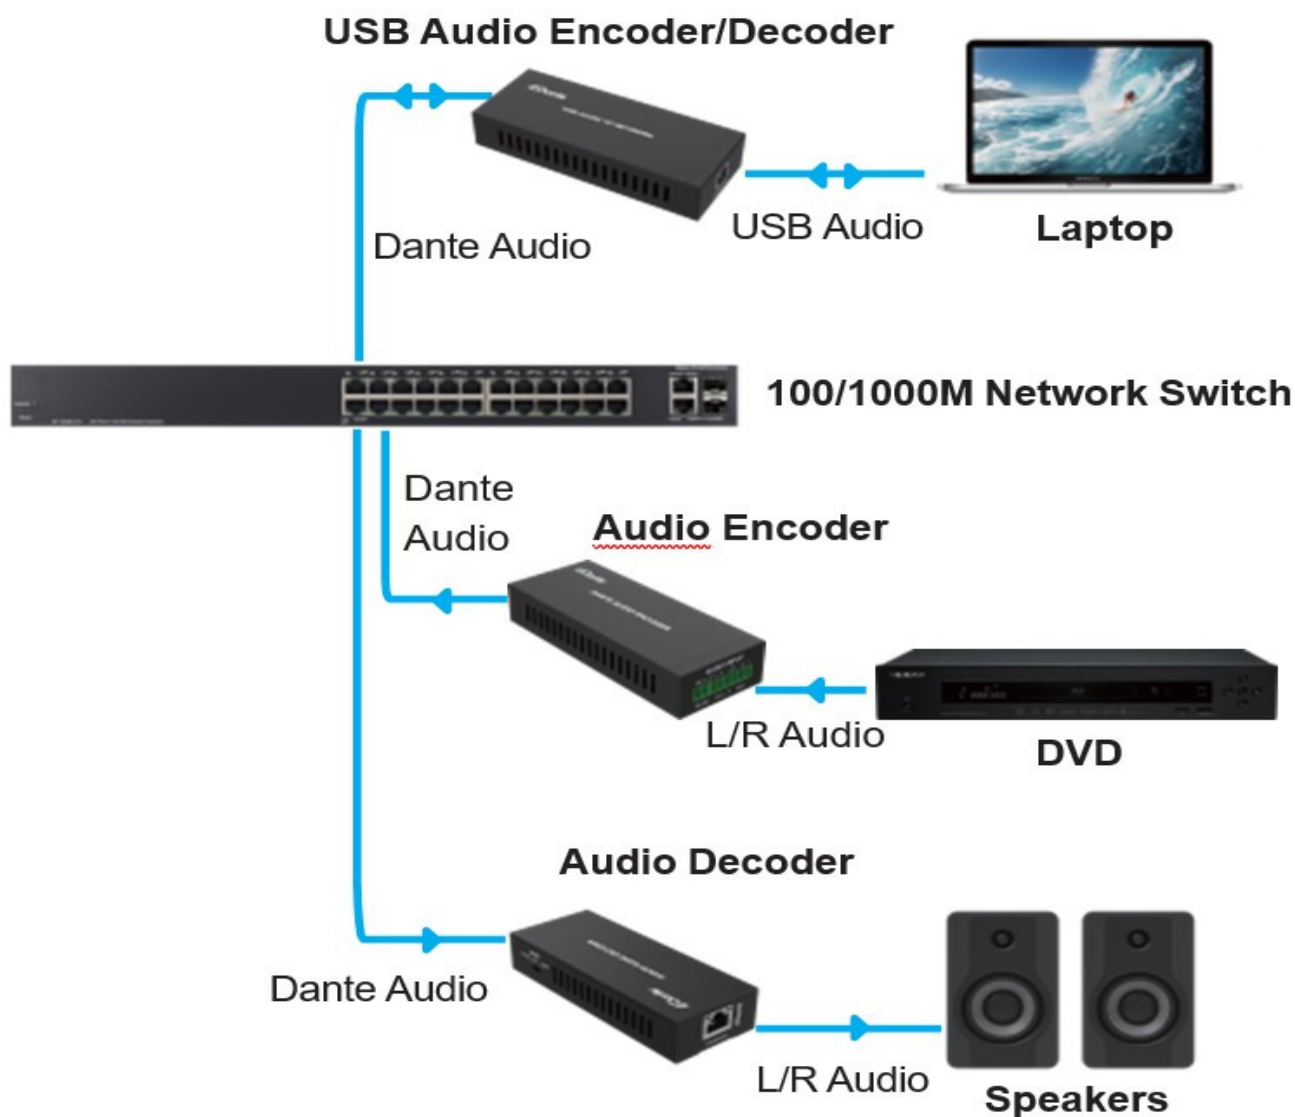 USB Audio Encoder/Decoder
USB Audio
Laptop
Dante Audio
100/1000M Network Switch
Dante
Audio
Audio Encoder
L/R Audio
DVD
Audio Decoder
Dante Audio
L/R Audio
Speakers